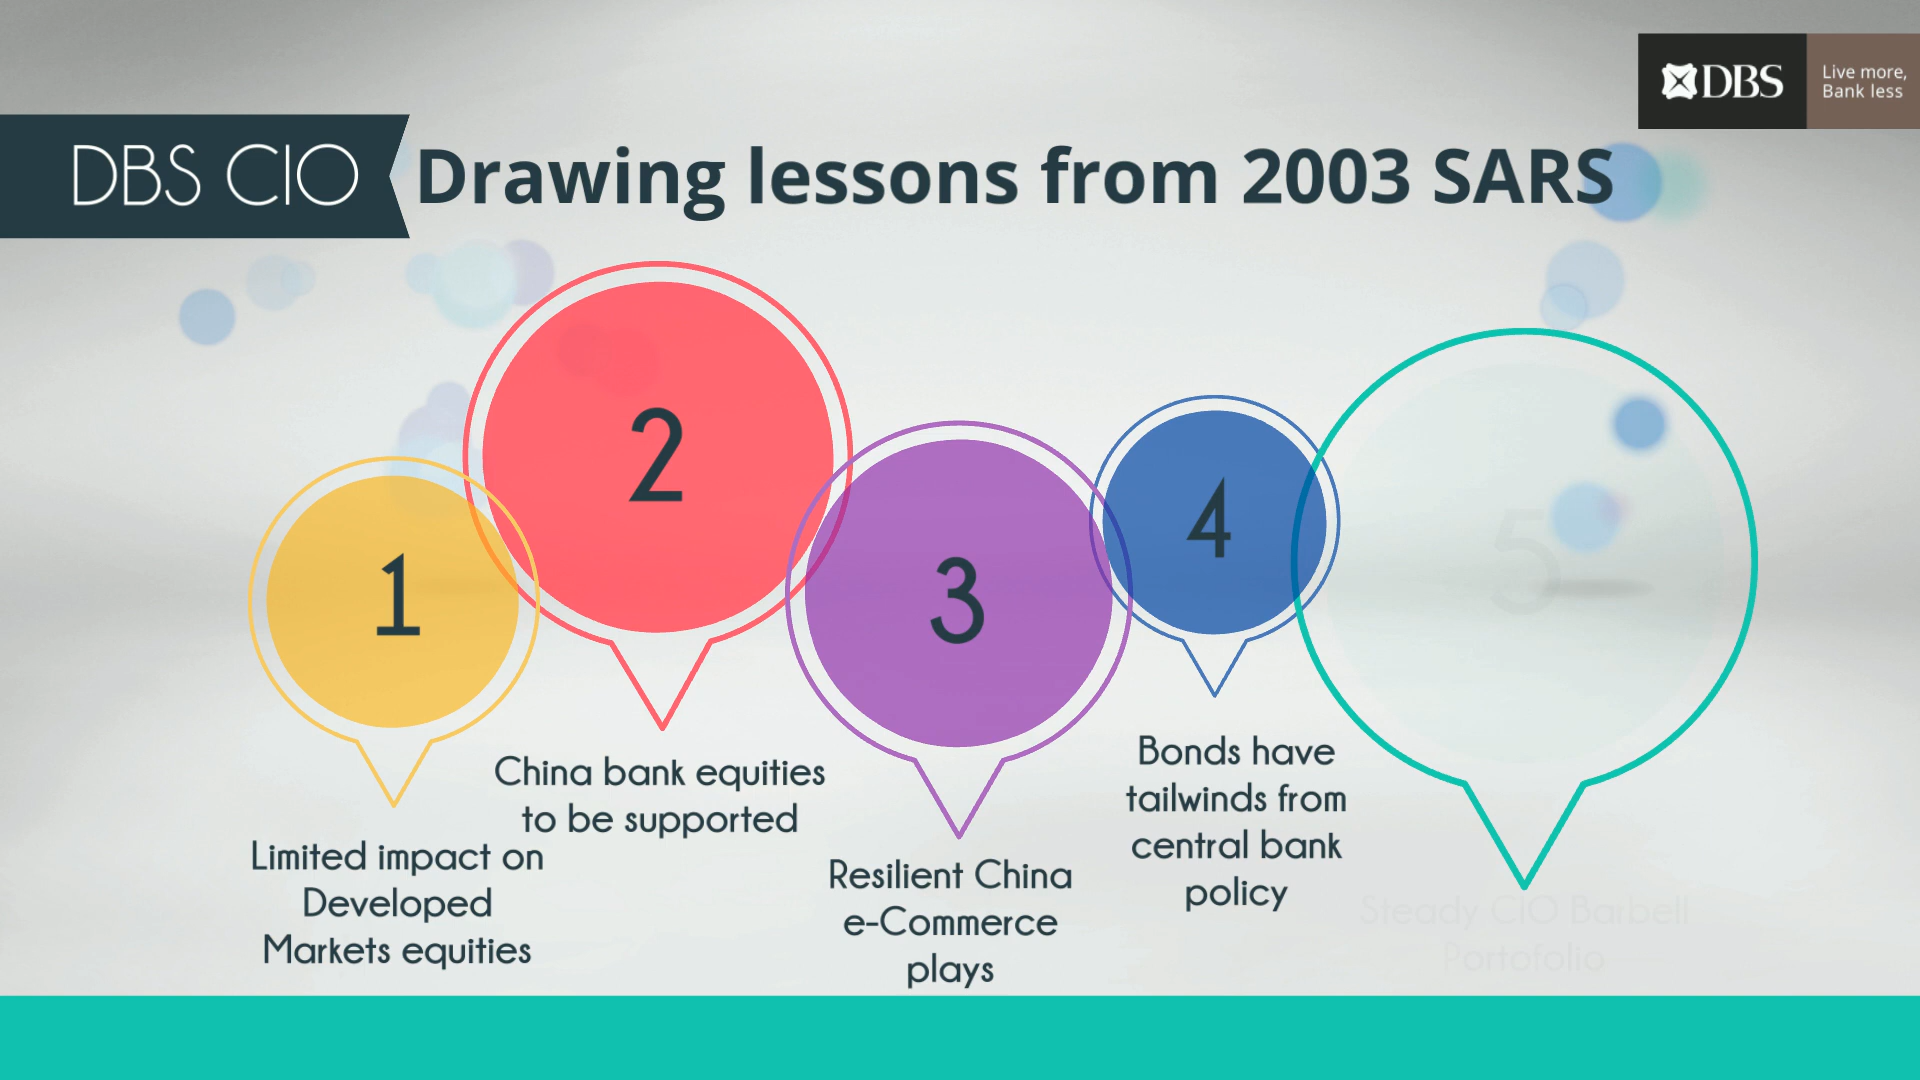 DBS
Live more,
Bank less
DBS CIO
Drawing lessons from 2003 SARS
1
Limited impact on
Developed
Markets equities
2
China bank equities
to be supported
3
Resilient China
e-Commerce
plays
4
Bonds have
tailwinds from
central bank
policy
5
Steady CIO Barbell
Portofolio